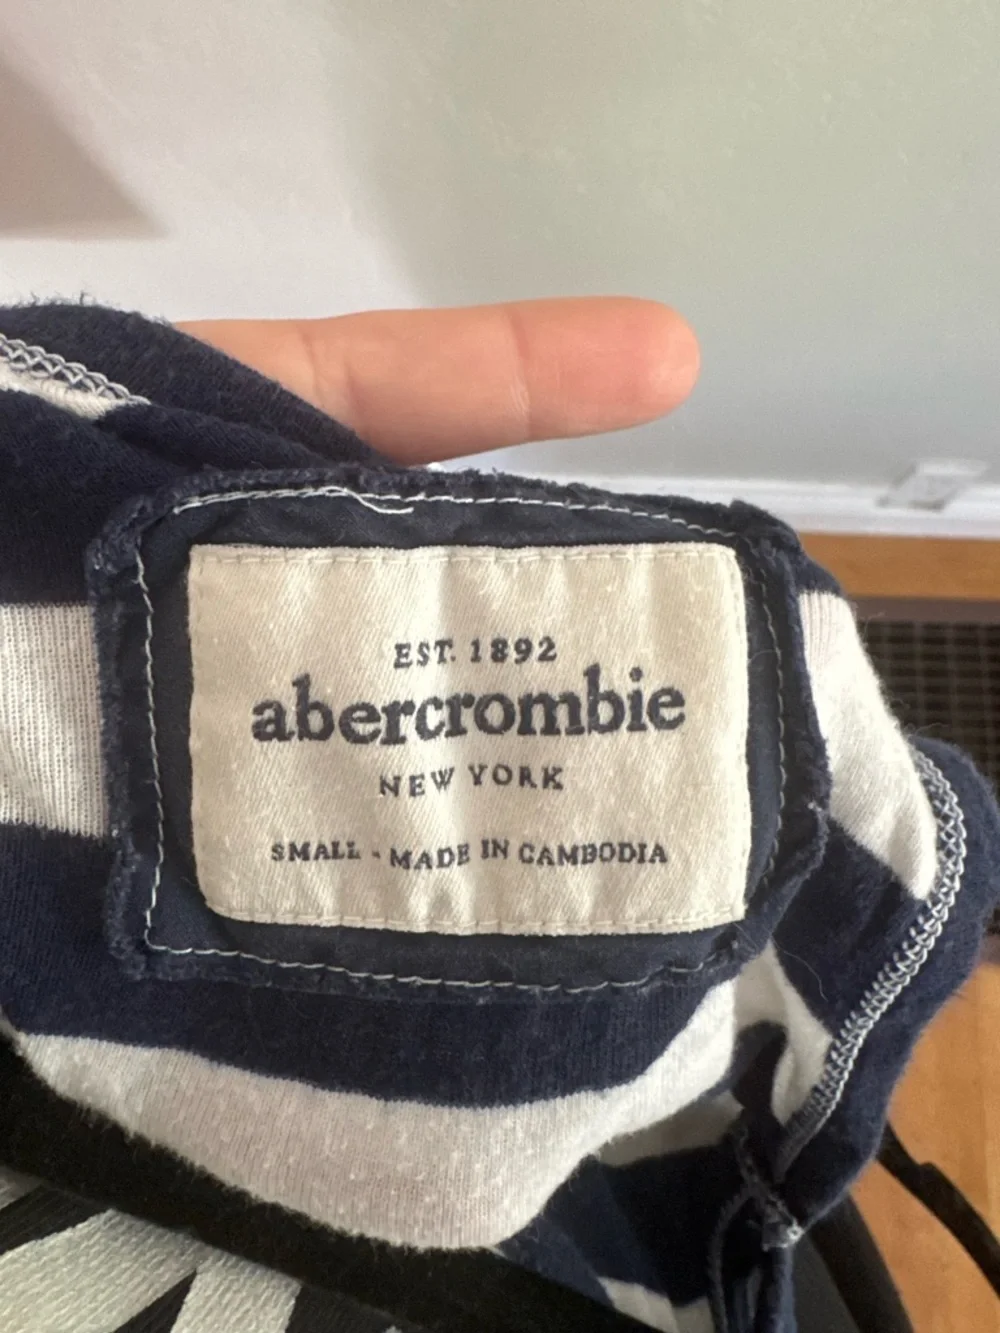 EST. 1892
abercrombie
NEW YORK
SMALL - MADE IN CAMBODIA